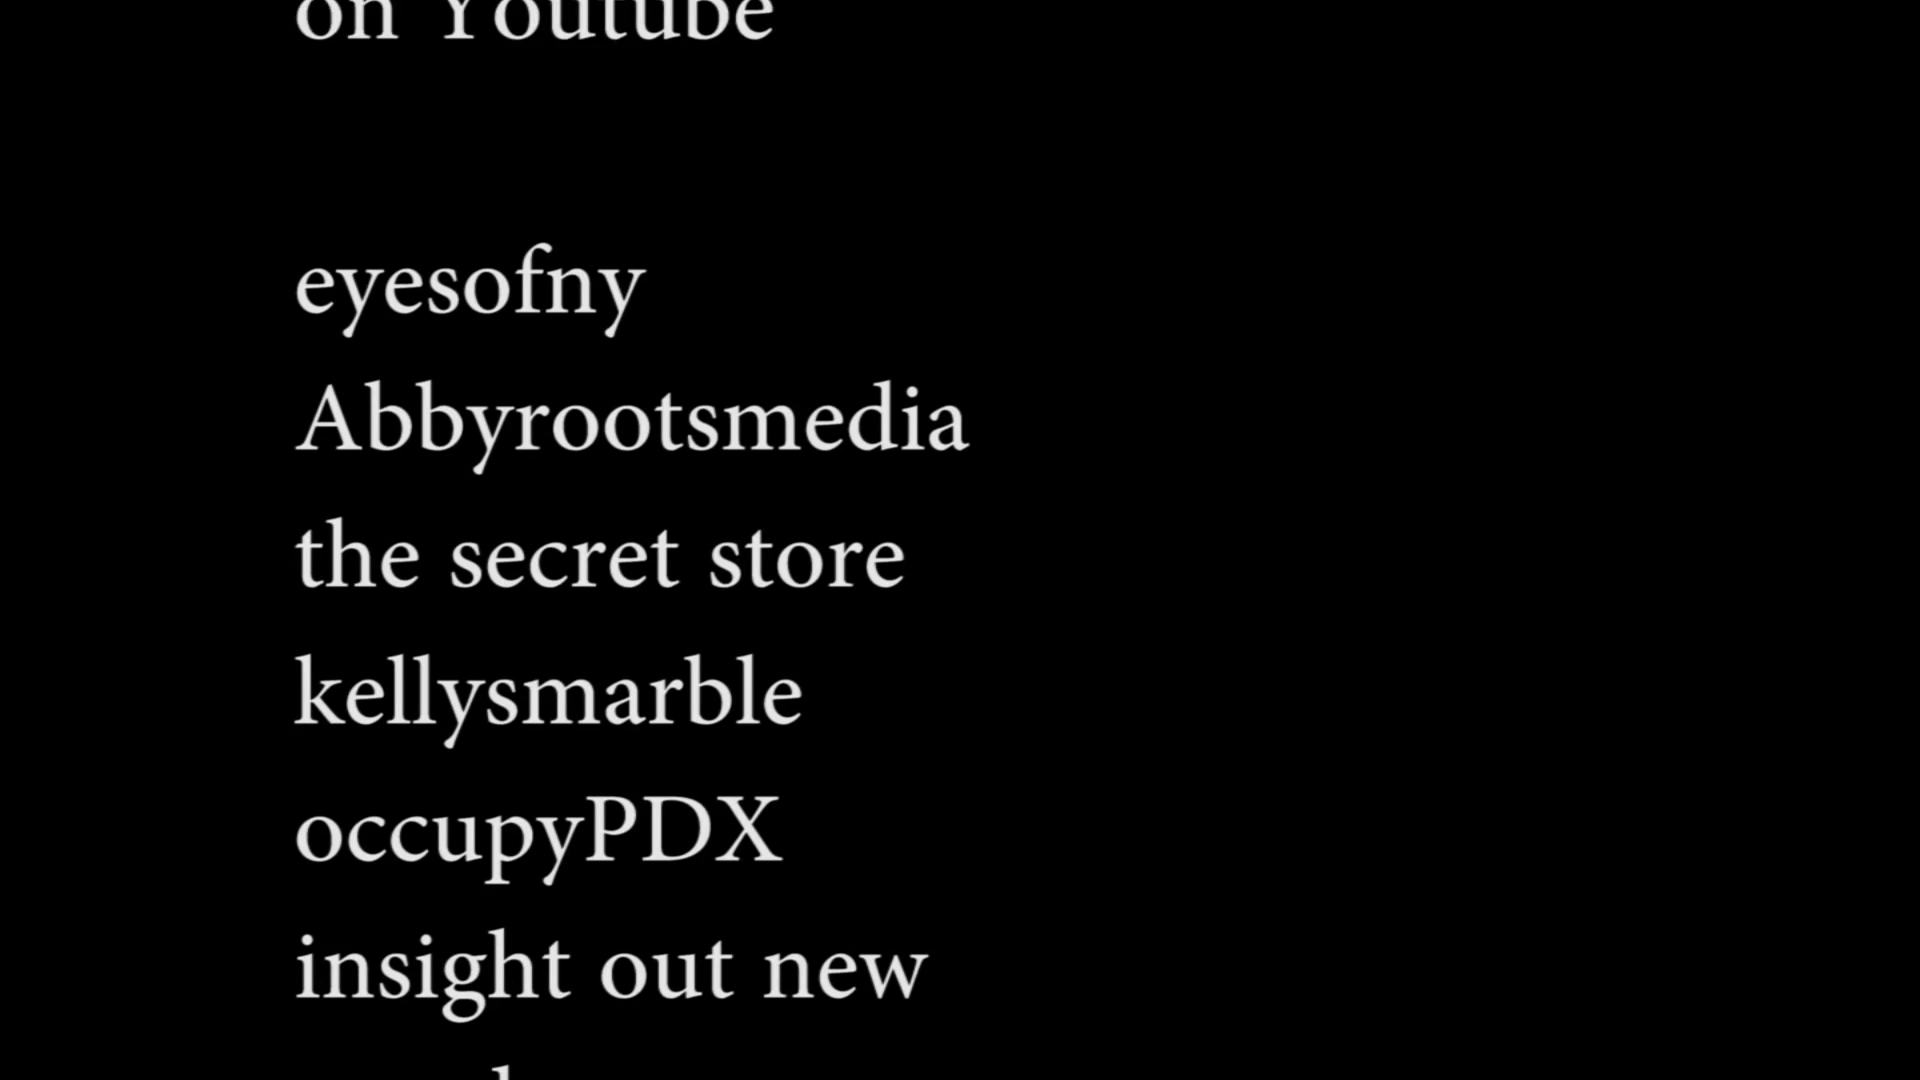 on Youtube
eyesofny
Abbyrootsmedia
the secret store
kellysmarble
occupyPDX
insight out new